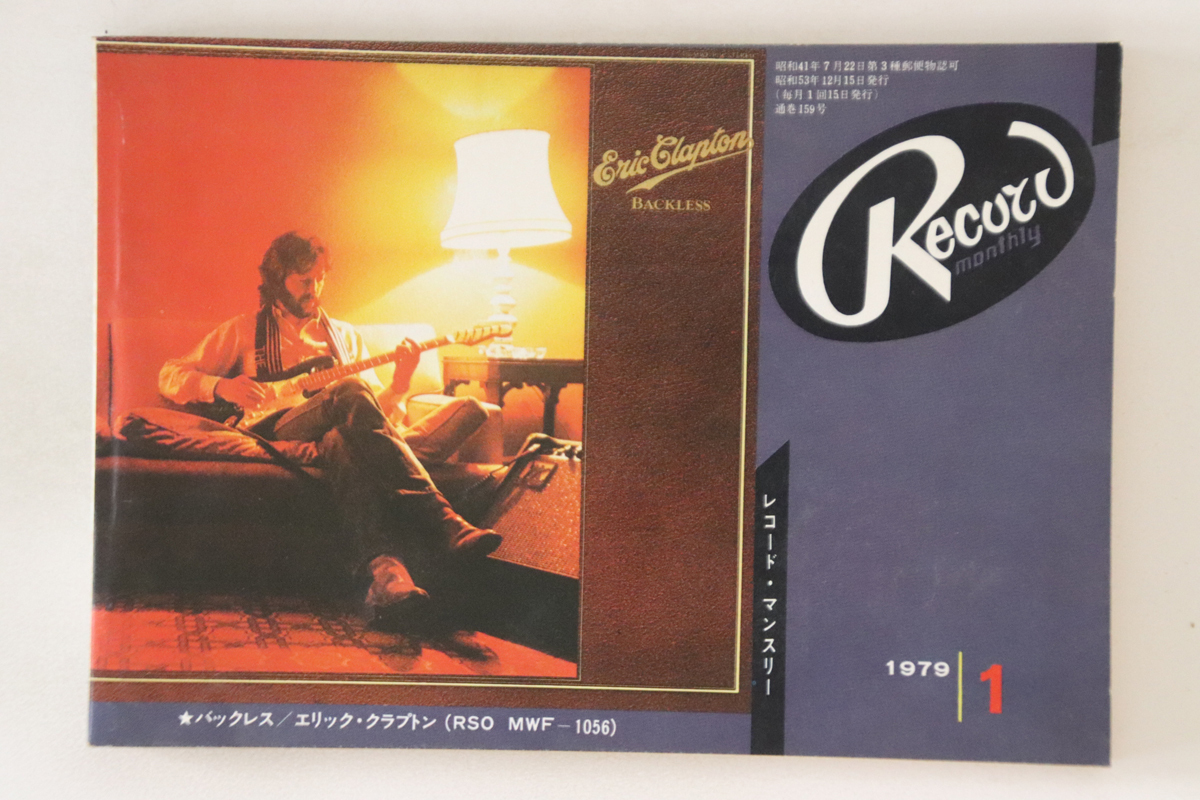 Eric Clapton
BACKLESS
昭和41年7月22日第3種郵便物認可
昭和53年12月15日発行
(毎月1回15日発行)
通巻159号
Record
monthly
レコード・マンスリー
1979 1
★バックレス/エリック・クラプトン(RSO MWF-1056)